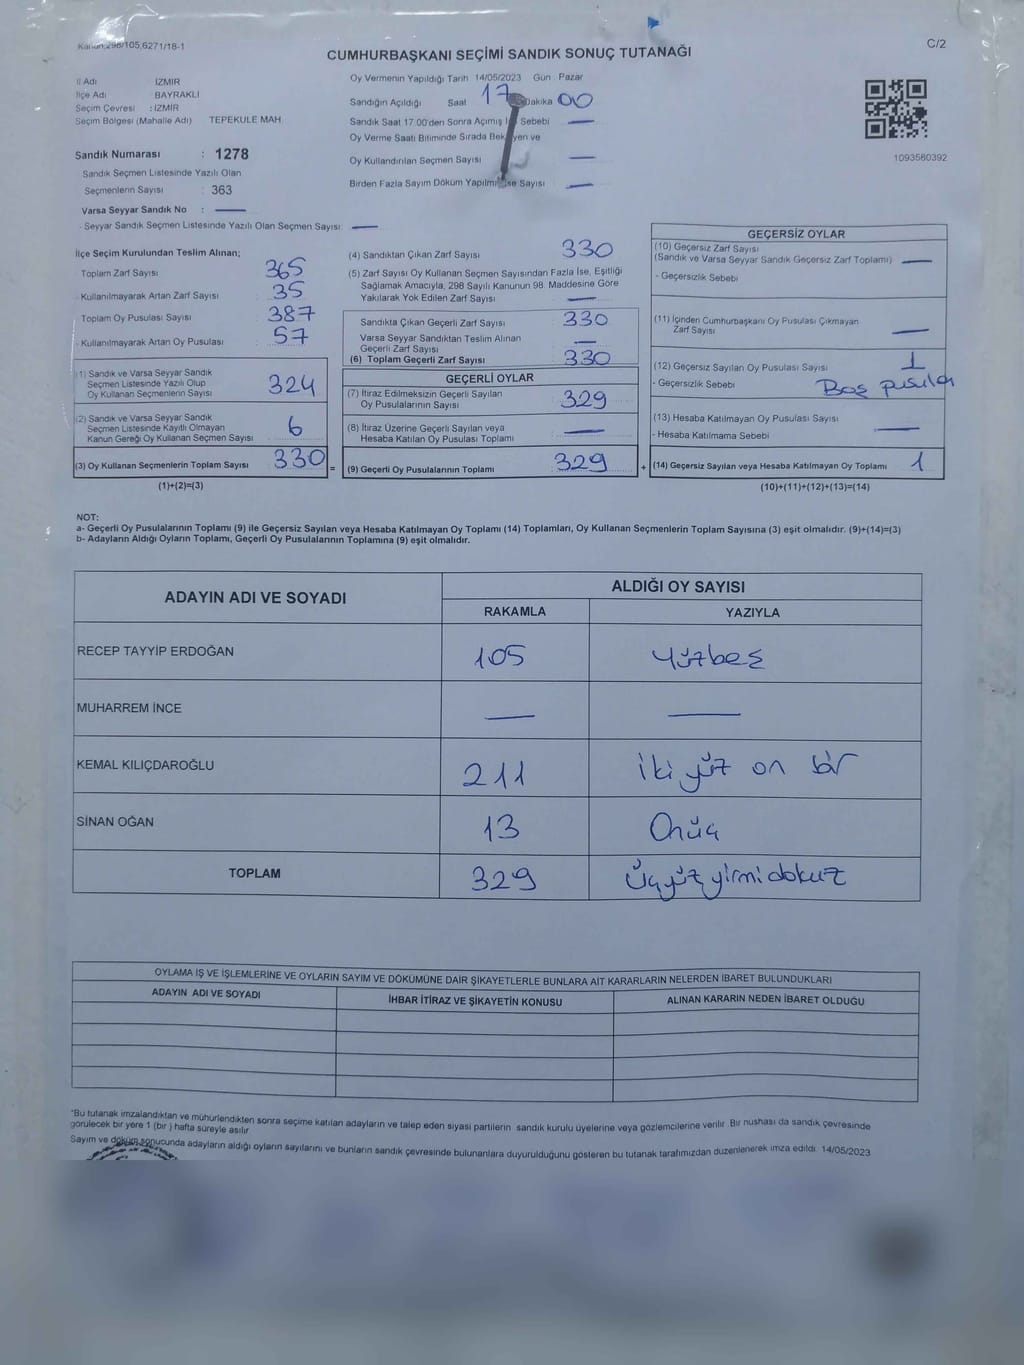 Kanun:298/105,6271/18-1
C/2
CUMHURBAŞKANI SEÇİMİ SANDIK SONUÇ TUTANAĞI
İl Adı İZMİR
İlçe Adı BAYRAKLI
Seçim Çevresi : İZMİR
Seçim Bölgesi (Mahalle Adı) TEPEKULE MAH.
Sandık Numarası : 1278
Sandık Seçmen Listesinde Yazılı Olan
Seçmenlerin Sayısı : 363
Varsa Seyyar Sandık No : —
- Seyyar Sandık Seçmen Listesinde Yazılı Olan Seçmen Sayısı: —
Oy Vermenin Yapıldığı Tarih 14/05/2023 Gün : Pazar
Sandığın Açıldığı Saat 17 Dakika 00
Sandık Saat 17:00'den Sonra Açılmış Sebebi —
Oy Verme Saati Bitiminde Sırada Bekleyen ve
Oy Kullandırılan Seçmen Sayısı —
Birden Fazla Sayım Döküm Yapılmış ise Sayısı —
1093580392
İlçe Seçim Kurulundan Teslim Alınan;
Toplam Zarf Sayısı 365
- Kullanılmayarak Artan Zarf Sayısı 35
Toplam Oy Pusulası Sayısı 387
- Kullanılmayarak Artan Oy Pusulası 57
(1) Sandık ve Varsa Seyyar Sandık
Seçmen Listesinde Yazılı Olup
Oy Kullanan Seçmenlerin Sayısı 324
(2) Sandık ve Varsa Seyyar Sandık
Seçmen Listesinde Kayıtlı Olmayan
Kanun Gereği Oy Kullanan Seçmen Sayısı 6
(3) Oy Kullanan Seçmenlerin Toplam Sayısı 330 =
(1)+(2)=(3)
(4) Sandıktan Çıkan Zarf Sayısı 330
(5) Zarf Sayısı Oy Kullanan Seçmen Sayısından Fazla İse, Eşitliği
Sağlamak Amacıyla, 298 Sayılı Kanunun 98. Maddesine Göre
Yakılarak Yok Edilen Zarf Sayısı —
Sandıkta Çıkan Geçerli Zarf Sayısı 330
Varsa Seyyar Sandıktan Teslim Alınan
Geçerli Zarf Sayısı —
(6) Toplam Geçerli Zarf Sayısı 330
GEÇERLİ OYLAR
(7) İtiraz Edilmeksizin Geçerli Sayılan
Oy Pusulalarının Sayısı 329
(8) İtiraz Üzerine Geçerli Sayılan veya
Hesaba Katılan Oy Pusulası Toplamı —
(9) Geçerli Oy Pusulalarının Toplamı 329 +
GEÇERSİZ OYLAR
(10) Geçersiz Zarf Sayısı
(Sandık ve Varsa Seyyar Sandık Geçersiz Zarf Toplamı) —
- Geçersizlik Sebebi
(11) İçinden Cumhurbaşkanı Oy Pusulası Çıkmayan
Zarf Sayısı —
(12) Geçersiz Sayılan Oy Pusulası Sayısı 1
- Geçersizlik Sebebi Boş pusula
(13) Hesaba Katılmayan Oy Pusulası Sayısı —
- Hesaba Katılmama Sebebi
(14) Geçersiz Sayılan veya Hesaba Katılmayan Oy Toplamı 1
(10)+(11)+(12)+(13)=(14)
NOT:
a- Geçerli Oy Pusulalarının Toplamı (9) ile Geçersiz Sayılan veya Hesaba Katılmayan Oy Toplamı (14) Toplamları, Oy Kullanan Seçmenlerin Toplam Sayısına (3) eşit olmalıdır. (9)+(14)=(3)
b- Adayların Aldığı Oyların Toplamı, Geçerli Oy Pusulalarının Toplamına (9) eşit olmalıdır.
ADAYIN ADI VE SOYADI
ALDIĞI OY SAYISI
RAKAMLA YAZIYLA
RECEP TAYYİP ERDOĞAN 105 Yüzbeş
MUHARREM İNCE — —
KEMAL KILIÇDAROĞLU 211 iki yüz on bir
SİNAN OĞAN 13 Onüç
TOPLAM 329 Üçyüz yirmi dokuz
OYLAMA İŞ VE İŞLEMLERİNE VE OYLARIN SAYIM VE DÖKÜMÜNE DAİR ŞİKAYETLERLE BUNLARA AİT KARARLARIN NELERDEN İBARET BULUNDUKLARI
ADAYIN ADI VE SOYADI İHBAR İTİRAZ VE ŞİKAYETİN KONUSU ALINAN KARARIN NEDEN İBARET OLDUĞU
*Bu tutanak imzalandıktan ve mühürlendikten sonra seçime katılan adayların ve talep eden siyasi partilerin sandık kurulu üyelerine veya gözlemcilerine verilir. Bir nushası da sandık çevresinde
görülecek bir yere 1 (bir ) hafta süreyle asılır
Sayım ve döküm sonucunda adayların aldığı oyların sayılarını ve bunların sandık çevresinde bulunanlara duyurulduğunu gösteren bu tutanak tarafımızdan düzenlenerek imza edildi. 14/05/2023